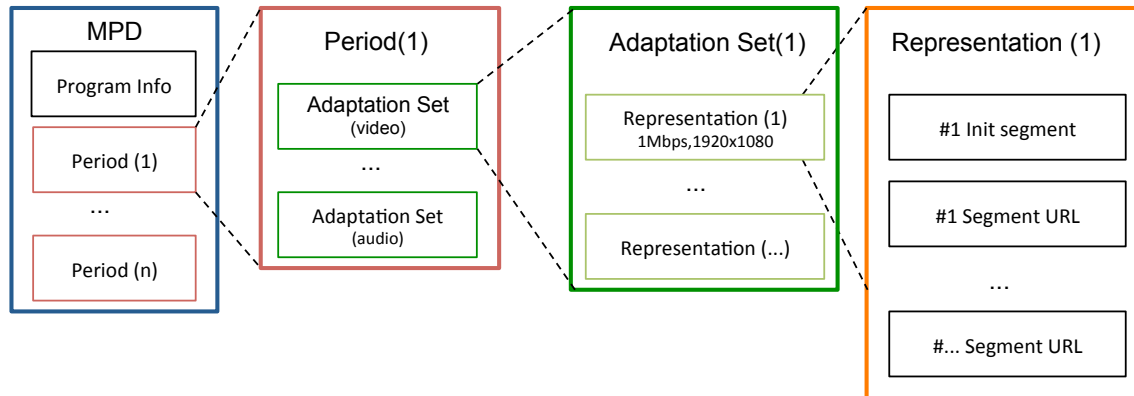 MPD
Program Info
Period (1)
...
Period (n)
Period(1)
Adaptation Set
(video)
...
Adaptation Set
(audio)
Adaptation Set(1)
Representation (1)
1Mbps,1920x1080
...
Representation (...)
Representation (1)
#1 Init segment
#1 Segment URL
...
#... Segment URL